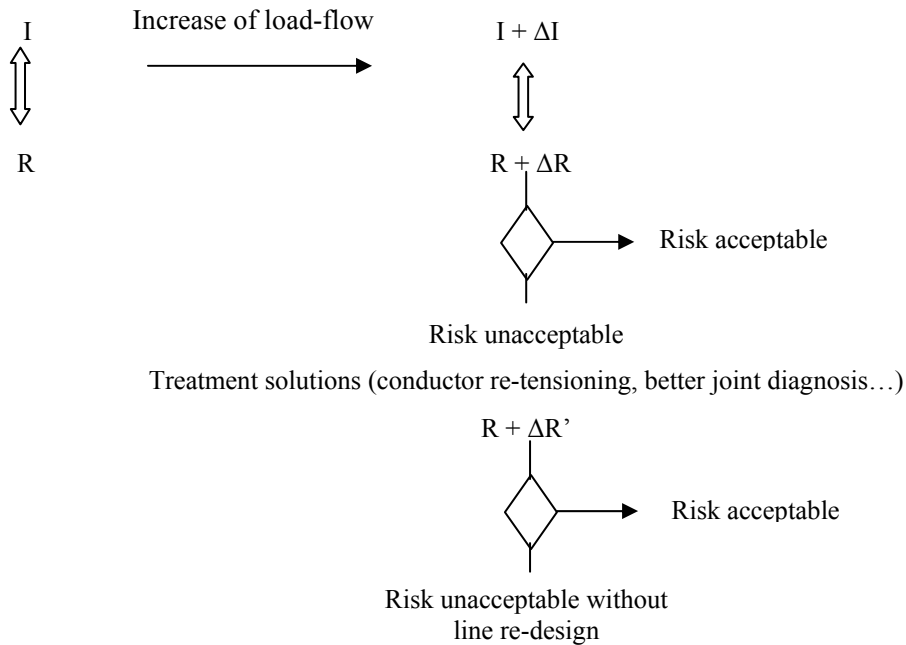 I
Increase of load-flow
I + ΔI
R
R + ΔR
Risk acceptable
Risk unacceptable
Treatment solutions (conductor re-tensioning, better joint diagnosis…)
R + ΔR’
Risk acceptable
Risk unacceptable without
line re-design